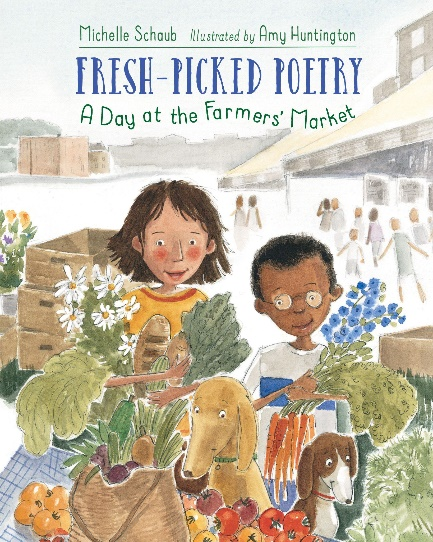 Michelle Schaub Illustrated by Amy Huntington
FRESH-PICKED POETRY
A Day at the Farmers' Market